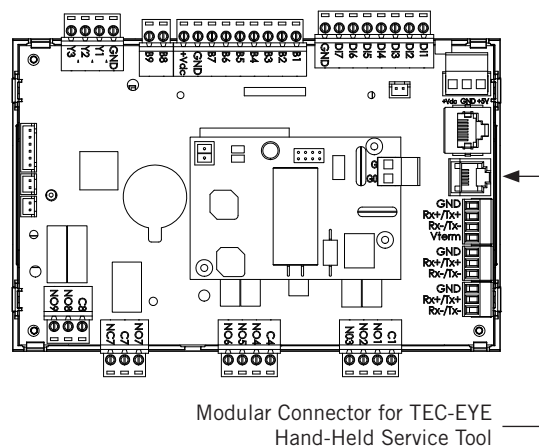 Y3 Y2 Y1 GND
B9 B8 +Vdc GND B7 B6 B5 B4 B3 B2 B1
GND DI7 DI6 DI5 DI4 DI3 DI2 DI1
+Vdc GND +5V
G
G0
GND
Rx+/Tx+
Rx-/Tx-
Vterm
GND
Rx+/Tx+
Rx-/Tx-
GND
Rx+/Tx+
Rx-/Tx-
NO9 NO8 C8
NC7 C7 NO7
NO6 NO5 NO4 C4
NO3 NO2 NO1 C1
Modular Connector for TEC-EYE
Hand-Held Service Tool